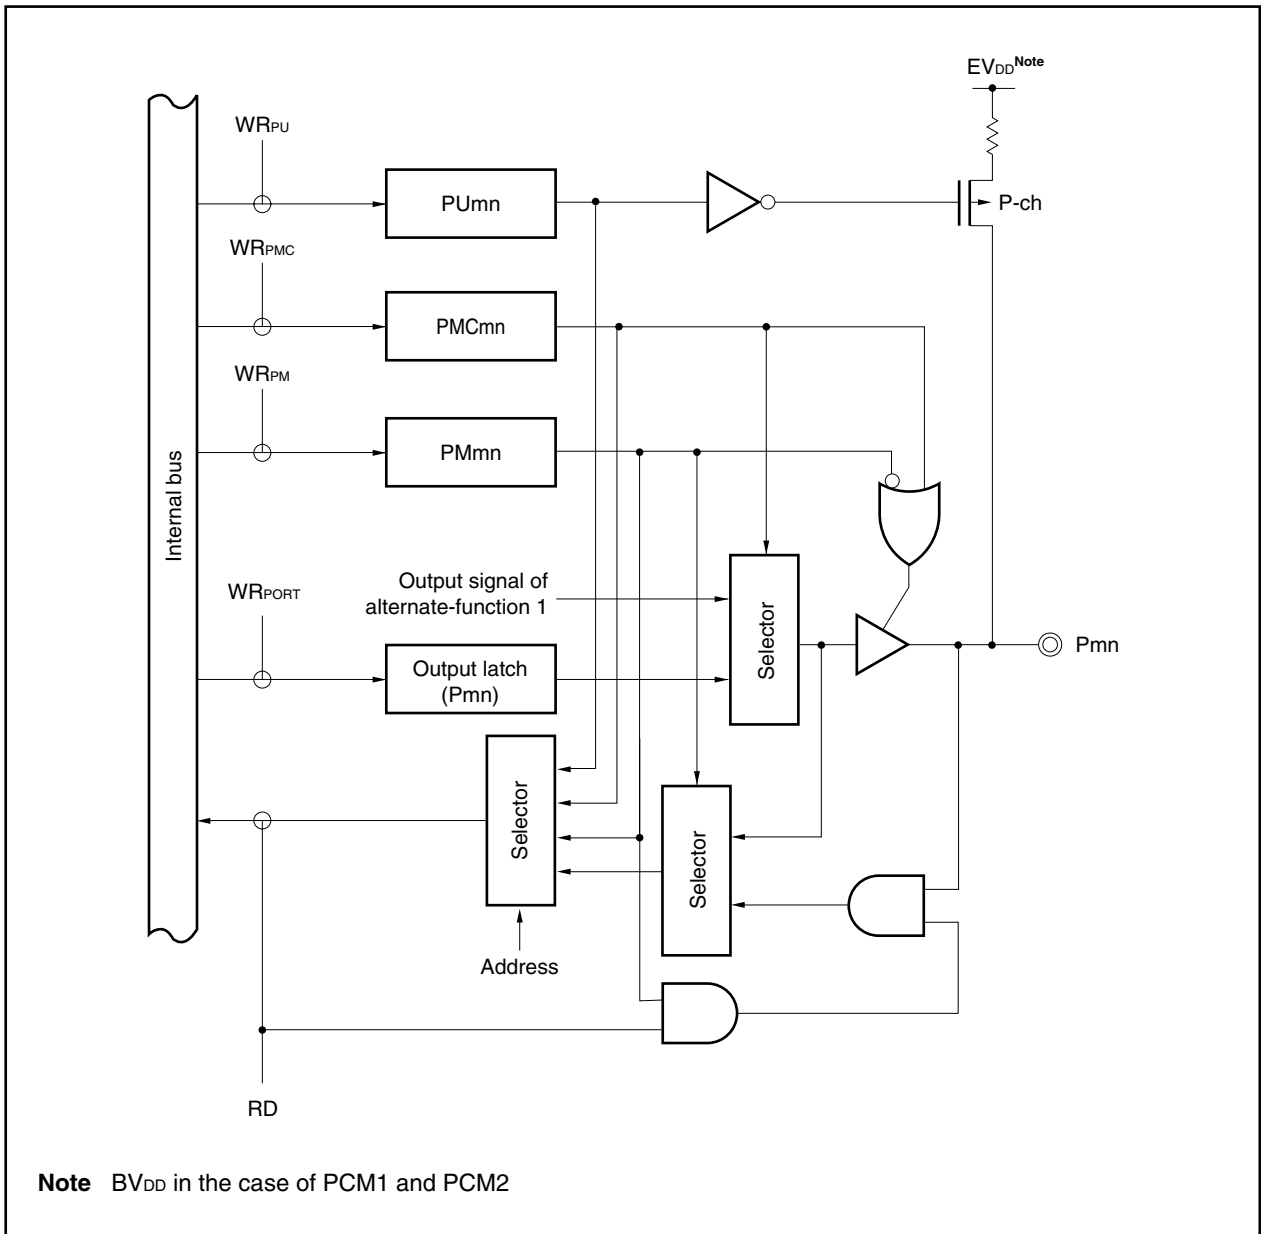 EVDDNote
WRPU
PUmn
P-ch
WRPMC
PMCmn
WRPM
PMmn
Internal bus
Output signal of
alternate-function 1
WRPORT
Output latch
(Pmn)
Selector
Pmn
Selector
Selector
Address
RD
Note BVDD in the case of PCM1 and PCM2